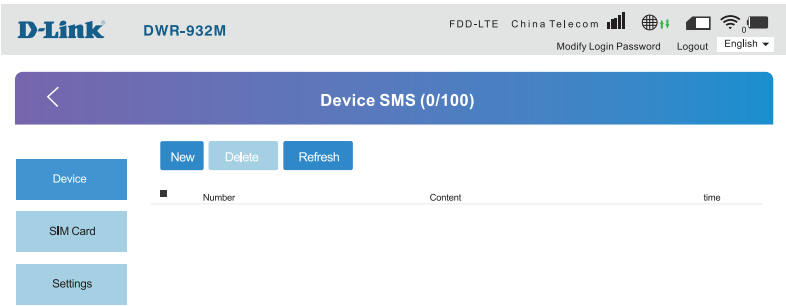 D-Link DWR-932M FDD-LTE China Telecom 0
Modify Login Password Logout English
Device SMS (0/100)
New Delete Refresh
Device
Number Content time
SIM Card
Settings